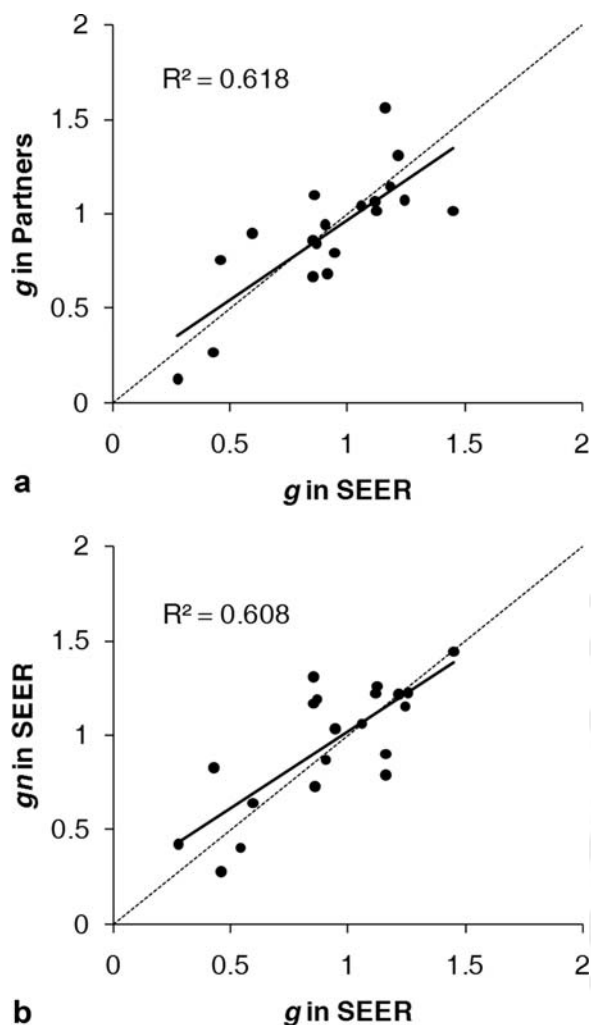 2
R² = 0.618
1.5
g in Partners
1
0.5
0
0
0.5
1
1.5
2
a
g in SEER
2
R² = 0.608
1.5
gn in SEER
1
0.5
0
0
0.5
1
1.5
2
b
g in SEER